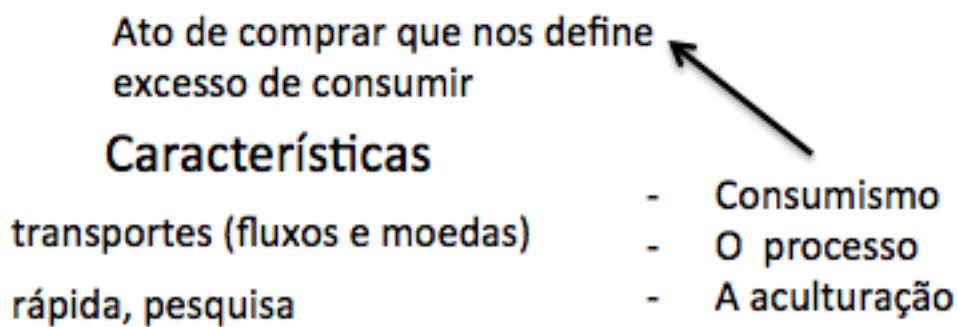 Ato de comprar que nos define
excesso de consumir
Características
transportes (fluxos e moedas)
rápida, pesquisa
- Consumismo
- O processo
- A aculturação